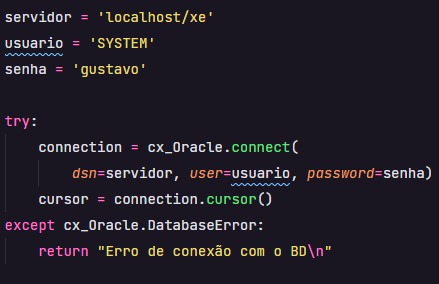 servidor = 'localhost/xe'
usuario = 'SYSTEM'
senha = 'gustavo'

try:
    connection = cx_Oracle.connect(
        dsn=servidor, user=usuario, password=senha)
    cursor = connection.cursor()
except cx_Oracle.DatabaseError:
    return "Erro de conexão com o BD\n"